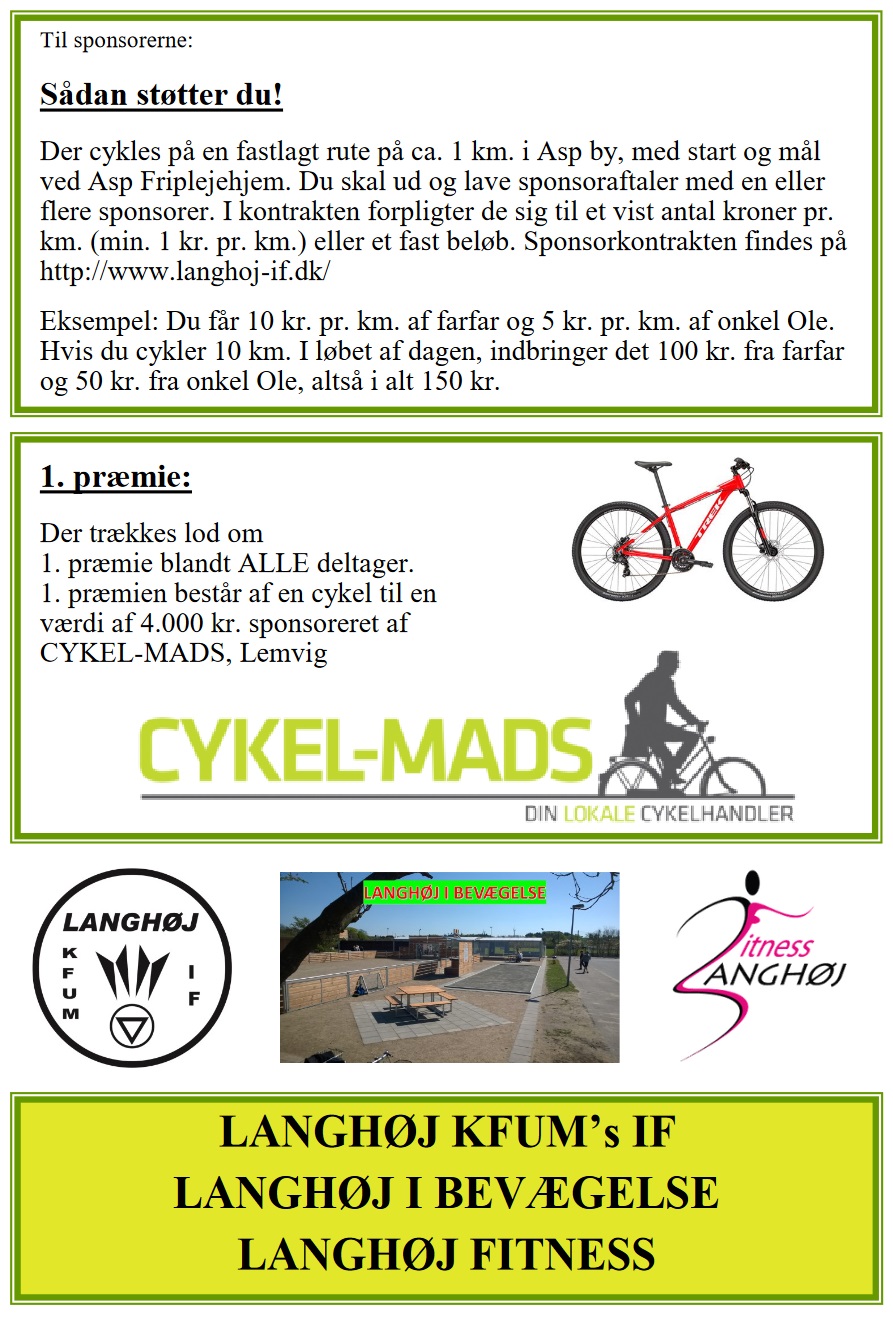 Til sponsorerne:
Sådan støtter du!
Der cykles på en fastlagt rute på ca. 1 km. i Asp by, med start og mål
ved Asp Friplejehjem. Du skal ud og lave sponsoraftaler med en eller
flere sponsorer. I kontrakten forpligter de sig til et vist antal kroner pr.
km. (min. 1 kr. pr. km.) eller et fast beløb. Sponsorkontrakten findes på
http://www.langhoj-if.dk/
Eksempel: Du får 10 kr. pr. km. af farfar og 5 kr. pr. km. af onkel Ole.
Hvis du cykler 10 km. I løbet af dagen, indbringer det 100 kr. fra farfar
og 50 kr. fra onkel Ole, altså i alt 150 kr.
1. præmie:
Der trækkes lod om
1. præmie blandt ALLE deltager.
1. præmien består af en cykel til en
værdi af 4.000 kr. sponsoreret af
CYKEL-MADS, Lemvig
TREK
CYKEL-MADS
DIN LOKALE CYKELHANDLER
LANGHØJ
KFUM
IF
LANGHØJ I BEVÆGELSE
Fitness
LANGHØJ
LANGHØJ KFUM’s IF
LANGHØJ I BEVÆGELSE
LANGHØJ FITNESS